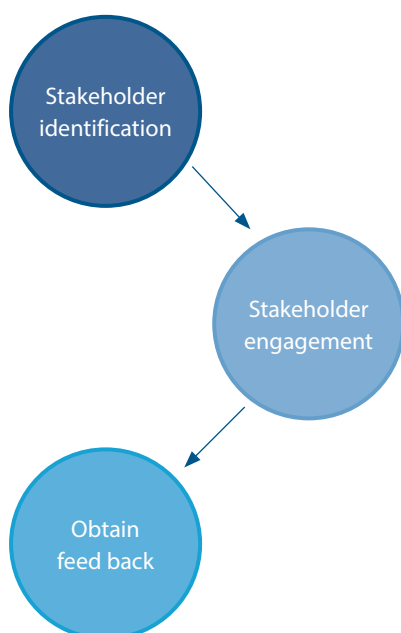 Stakeholder
identification
Stakeholder
engagement
Obtain
feed back